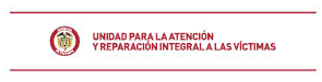 UNIDAD PARA LA ATENCIÓN
Y REPARACIÓN INTEGRAL A LAS VÍCTIMAS